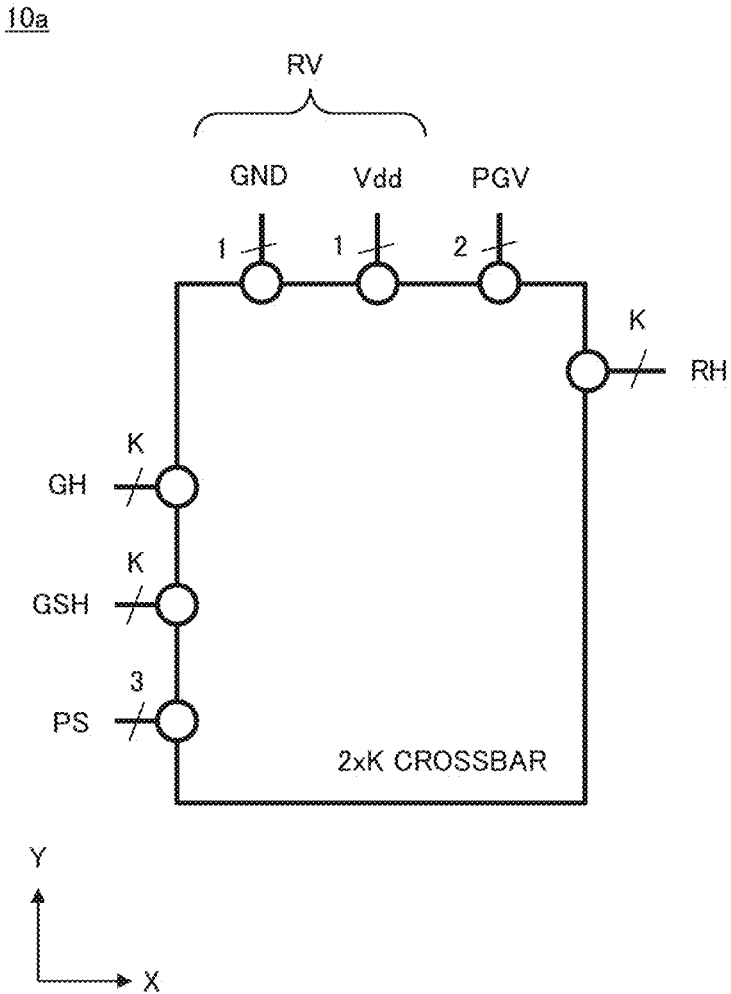 10a
RV
GND Vdd PGV
1 1 2
K
RH
K
GH
K
GSH
3
PS
2xK CROSSBAR
Y
X